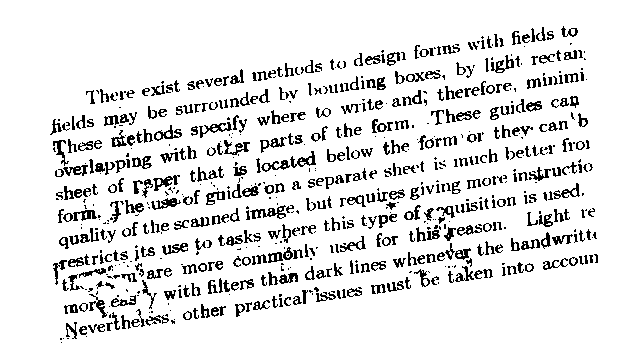 There exist several methods to design forms with fields to
fields may be surrounded by bounding boxes, by light rectan
These methods specify where to write and, therefore, minimi
overlapping with other parts of the form. These guides can
sheet of paper that is located below the form or they can b
form. The use of guides on a separate sheet is much better fro
quality of the scanned image, but requires giving more instructio
restricts its use to tasks where this type of acquisition is used.
are more commonly used for this reason. Light re
more with filters than dark lines whenever the handwritte
Nevertheless, other practical issues must be taken into accoun